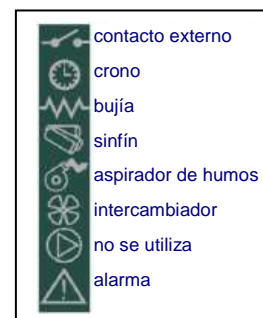 contacto externo
crono
bujía
sinfín
aspirador de humos
intercambiador
no se utiliza
alarma